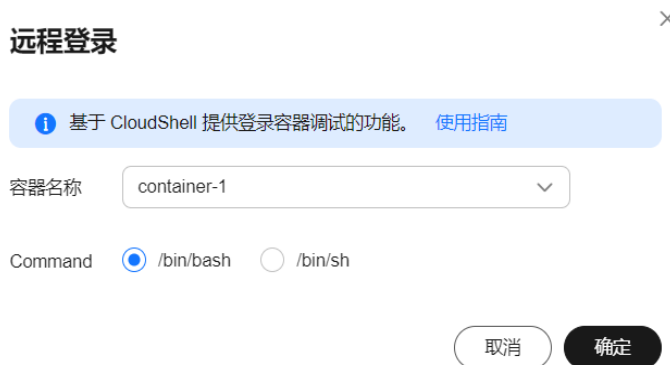 远程登录
基于 CloudShell 提供登录容器调试的功能。 使用指南
容器名称 container-1
Command /bin/bash /bin/sh
取消 确定